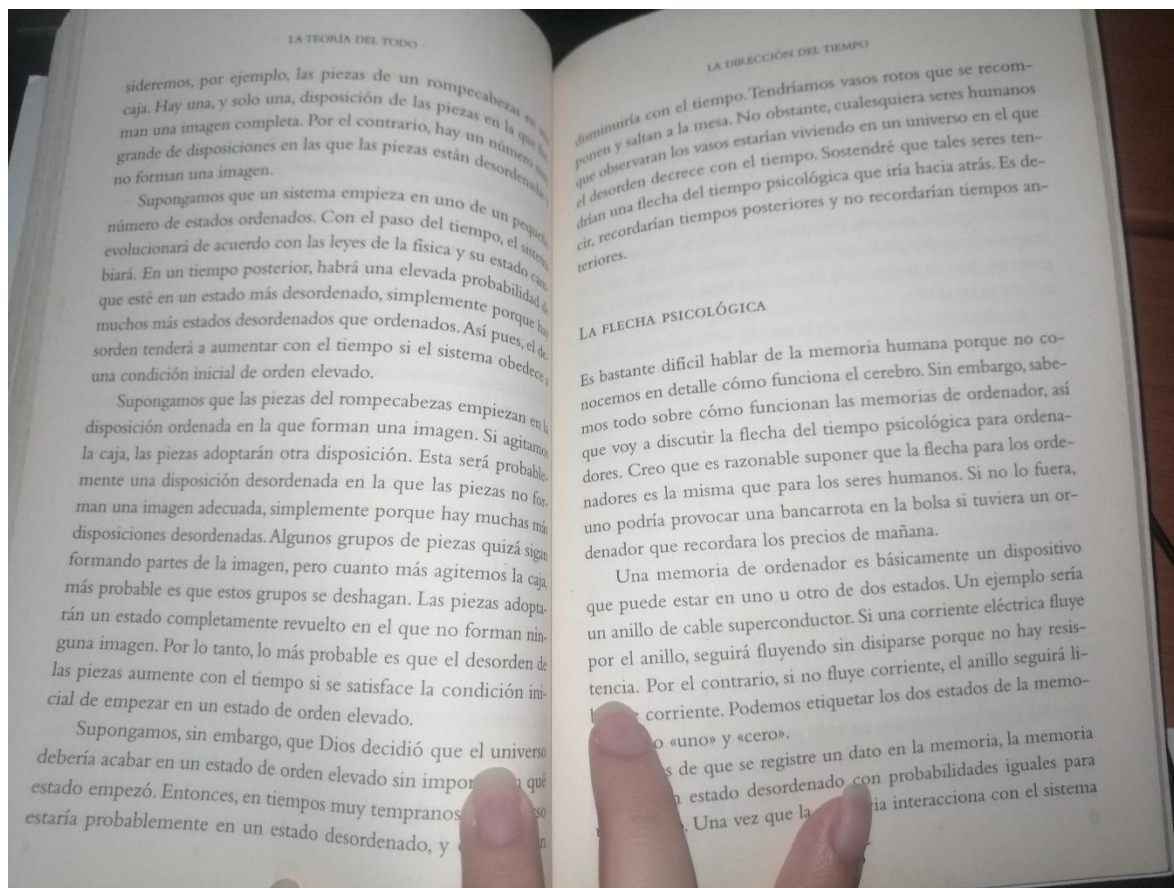 LA TEORÍA DEL TODO
sideremos, por ejemplo, las piezas de un rompecabezas en
caja. Hay una, y solo una, disposición de las piezas en la que
man una imagen completa. Por el contrario, hay un número
grande de disposiciones en las que las piezas están desordenadas y
no forman una imagen.
Supongamos que un sistema empieza en uno de un pequeño
número de estados ordenados. Con el paso del tiempo, el sistema
evolucionará de acuerdo con las leyes de la física y su estado cam-
biará. En un tiempo posterior, habrá una elevada probabilidad de
que esté en un estado más desordenado, simplemente porque hay
muchos más estados desordenados que ordenados. Así pues, el de-
sorden tenderá a aumentar con el tiempo si el sistema obedece a
una condición inicial de orden elevado.
Supongamos que las piezas del rompecabezas empiezan en la
disposición ordenada en la que forman una imagen. Si agitamos
la caja, las piezas adoptarán otra disposición. Esta será probable-
mente una disposición desordenada en la que las piezas no for-
man una imagen adecuada, simplemente porque hay muchas más
disposiciones desordenadas. Algunos grupos de piezas quizá sigan
formando partes de la imagen, pero cuanto más agitemos la caja,
más probable es que estos grupos se deshagan. Las piezas adopta-
rán un estado completamente revuelto en el que no forman nin-
guna imagen. Por lo tanto, lo más probable es que el desorden de
las piezas aumente con el tiempo si se satisface la condición ini-
cial de empezar en un estado de orden elevado.
Supongamos, sin embargo, que Dios decidió que el universo
debería acabar en un estado de orden elevado sin qué
estado empezó. Entonces, en tiempos muy tempranos
estaría probablemente en un estado desordenado, y
LA DIRECCIÓN DEL TIEMPO
disminuiría con el tiempo. Tendríamos vasos rotos que se recom-
ponen y saltan a la mesa. No obstante, cualesquiera seres humanos
que observaran los vasos estarían viviendo en un universo en el que
el desorden decrece con el tiempo. Sostendré que tales seres ten-
drían una flecha del tiempo psicológica que iría hacia atrás. Es de-
cir, recordarían tiempos posteriores y no recordarían tiempos an-
teriores.
LA FLECHA PSICOLÓGICA
Es bastante difícil hablar de la memoria humana porque no co-
nocemos en detalle cómo funciona el cerebro. Sin embargo, sabe-
mos todo sobre cómo funcionan las memorias de ordenador, así
que voy a discutir la flecha del tiempo psicológica para ordena-
dores. Creo que es razonable suponer que la flecha para los orde-
nadores es la misma que para los seres humanos. Si no lo fuera,
uno podría provocar una bancarrota en la bolsa si tuviera un or-
denador que recordara los precios de mañana.
Una memoria de ordenador es básicamente un dispositivo
que puede estar en uno u otro de dos estados. Un ejemplo sería
un anillo de cable superconductor. Si una corriente eléctrica fluye
por el anillo, seguirá fluyendo sin disiparse porque no hay resis-
tencia. Por el contrario, si no fluye corriente, el anillo seguirá li-
corriente. Podemos etiquetar los dos estados de la memo-
«uno» y «cero».
de que se registre un dato en la memoria, la memoria
estado desordenado con probabilidades iguales para
Una vez que la interacciona con el sistema